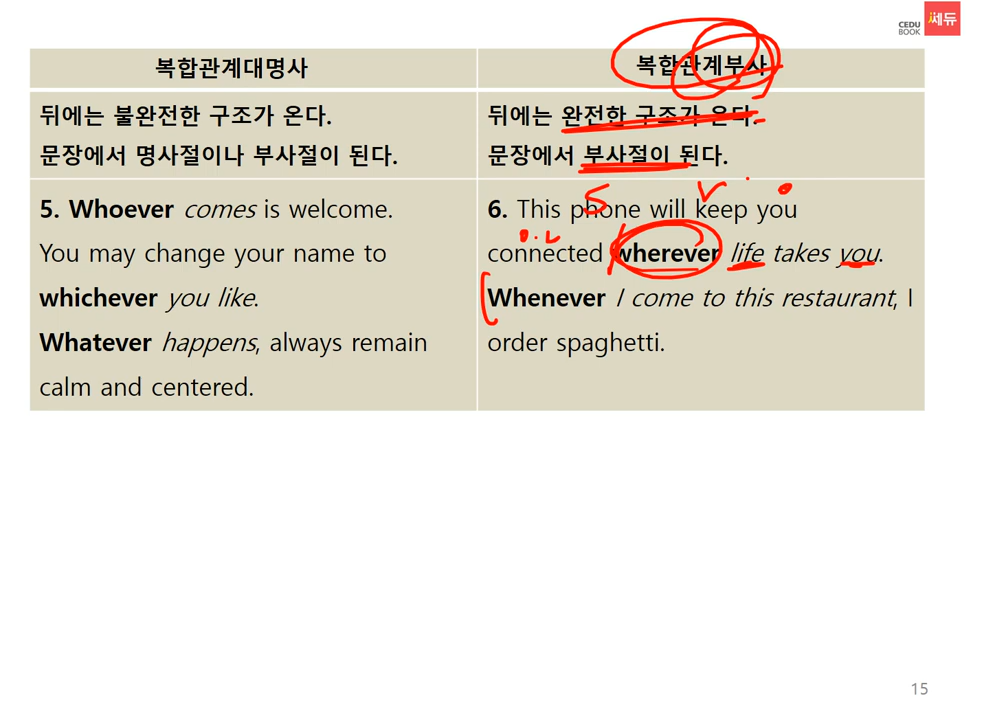 CEDU
BOOK
쎄듀
복합관계대명사
복합관계부사
뒤에는 불완전한 구조가 온다.
문장에서 명사절이나 부사절이 된다.
뒤에는 완전한 구조가 온다.
문장에서 부사절이 된다.
5. Whoever comes is welcome.
You may change your name to
whichever you like.
Whatever happens, always remain
calm and centered.
S V O
6. This phone will keep you
O.C
connected wherever life takes you.
Whenever I come to this restaurant, I
order spaghetti.
15